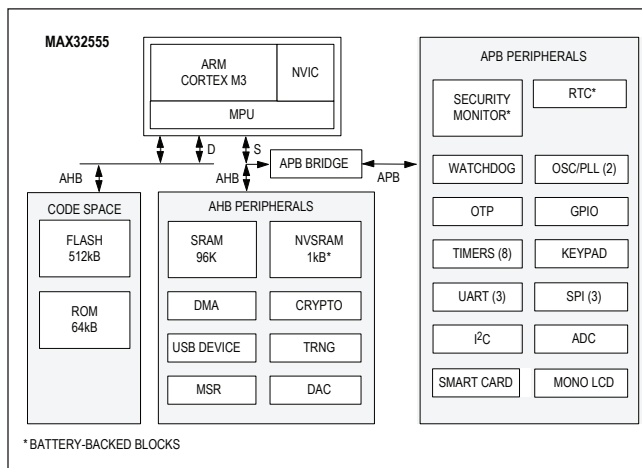 MAX32555
ARM
CORTEX M3
NVIC
MPU
D
S
AHB
AHB
APB BRIDGE
APB
CODE SPACE
FLASH
512kB
ROM
64kB
AHB PERIPHERALS
SRAM
96K
NVSRAM
1kB*
DMA
CRYPTO
USB DEVICE
TRNG
MSR
DAC
APB PERIPHERALS
SECURITY
MONITOR*
RTC*
WATCHDOG
OSC/PLL (2)
OTP
GPIO
TIMERS (8)
KEYPAD
UART (3)
SPI (3)
I²C
ADC
SMART CARD
MONO LCD
* BATTERY-BACKED BLOCKS